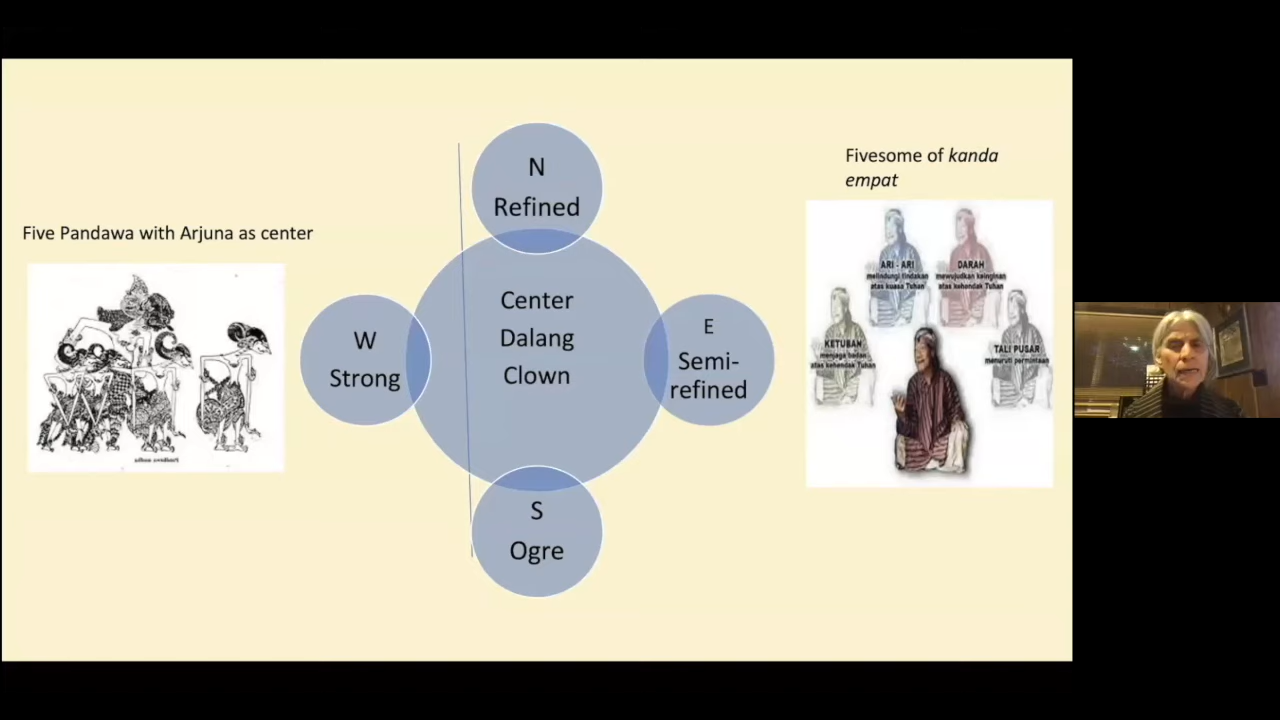 Five Pandawa with Arjuna as center
N
Refined
W
Strong
Center
Dalang
Clown
E
Semi-
refined
S
Ogre
Fivesome of kanda
empat
ARI - ARI
melindungi tindakan
atas kuasa Tuhan
DARAH
mewujudkan keinginan
atas kehendak Tuhan
KETUBAN
menjaga badan
atas kehendak Tuhan
TALI PUSAR
menuruti permintaan